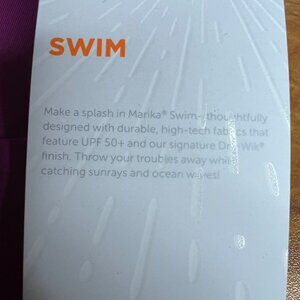 SWIM
Make a splash in Marika® Swim- thoughtfully
designed with durable, high-tech fabrics that
feature UPF 50+ and our signature Dri-Wik®
finish. Throw your troubles away while
catching sunrays and ocean waves!